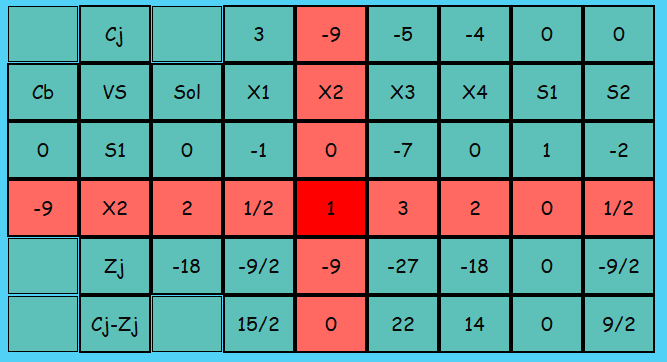 Cj 3 -9 -5 -4 0 0
Cb VS Sol X1 X2 X3 X4 S1 S2
0 S1 0 -1 0 -7 0 1 -2
-9 X2 2 1/2 1 3 2 0 1/2
Zj -18 -9/2 -9 -27 -18 0 -9/2
Cj-Zj 15/2 0 22 14 0 9/2